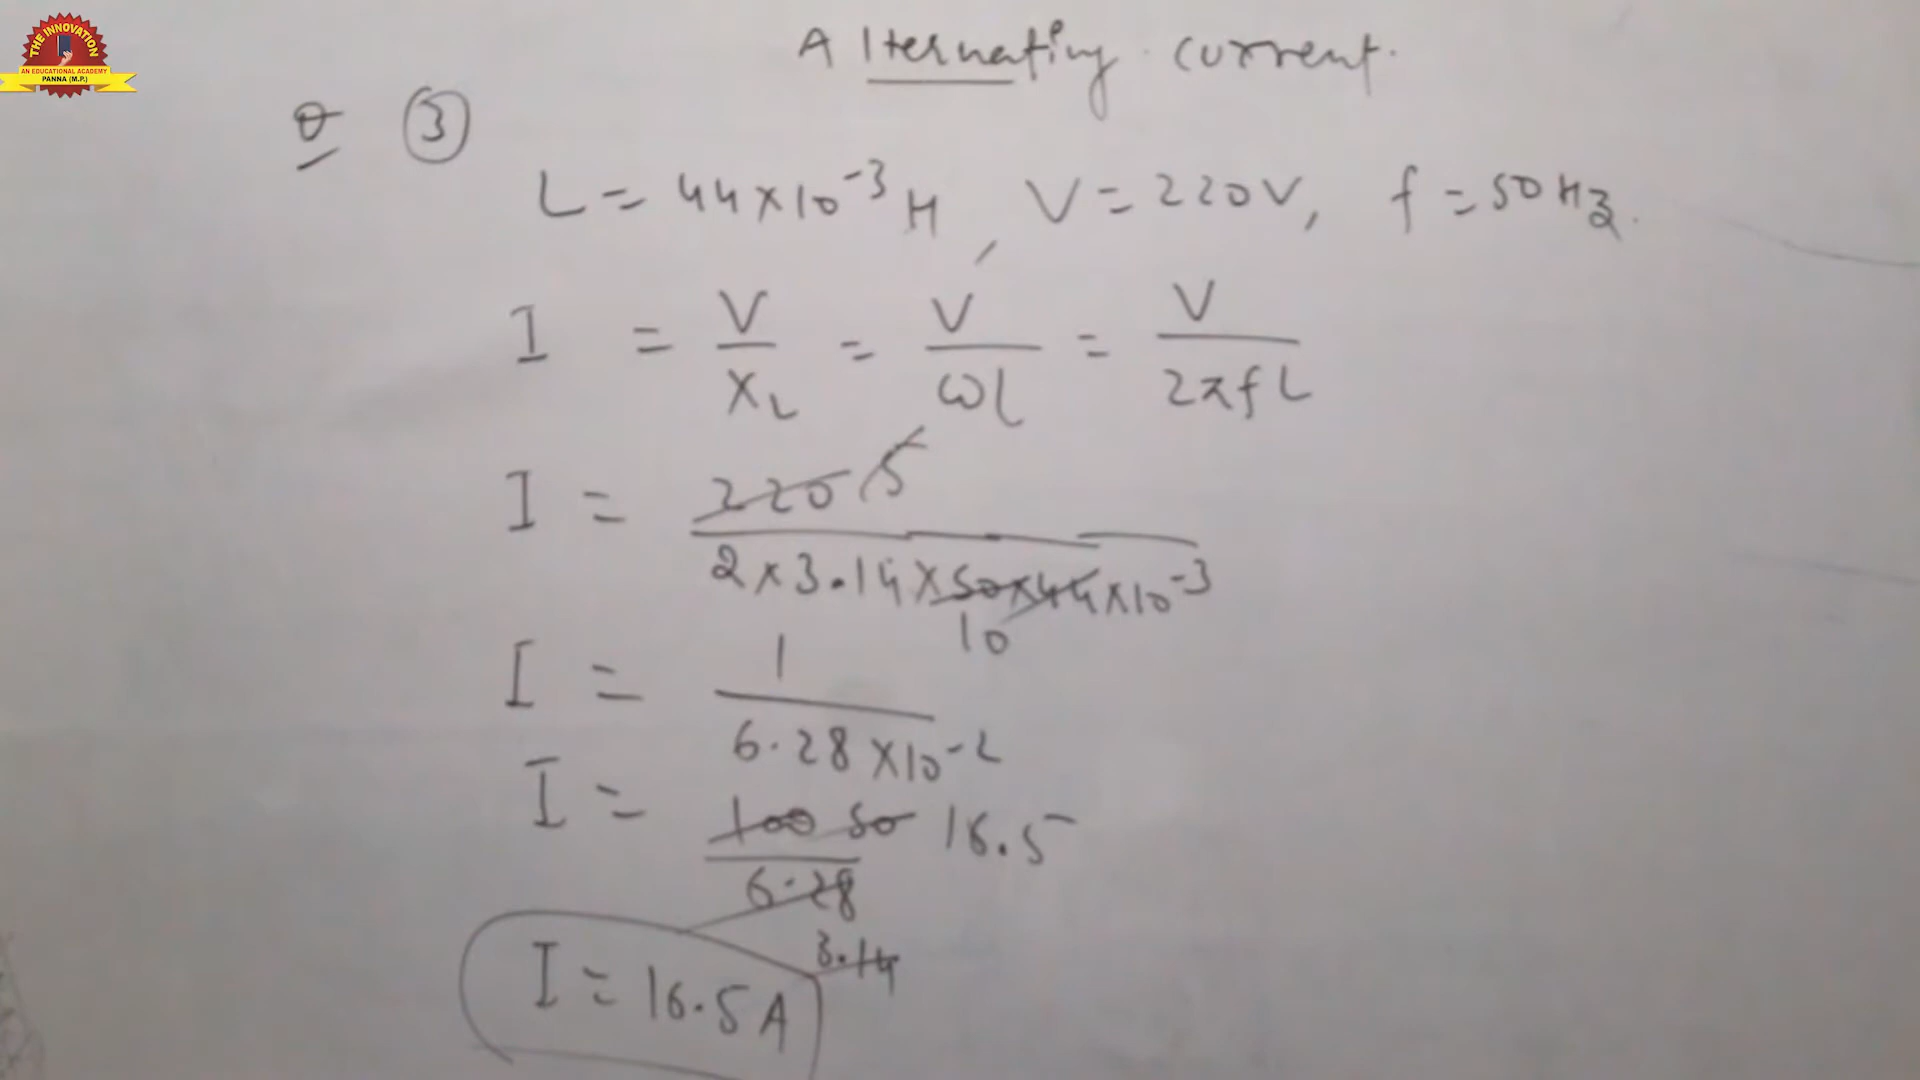 THE INNOVATION
AN EDUCATIONAL ACADEMY
PANNA (M.P.)
Alternating current.
Q ③
L = 44×10⁻³ H, V = 220V, f = 50Hz.
I = V/X_L = V/ωL = V/2πfL
I = 220 5/2×3.14×50×44×10⁻³
10
I = 1/6.28×10⁻²
I = 100 50/6.28 16.5
3.14
I = 16.5A